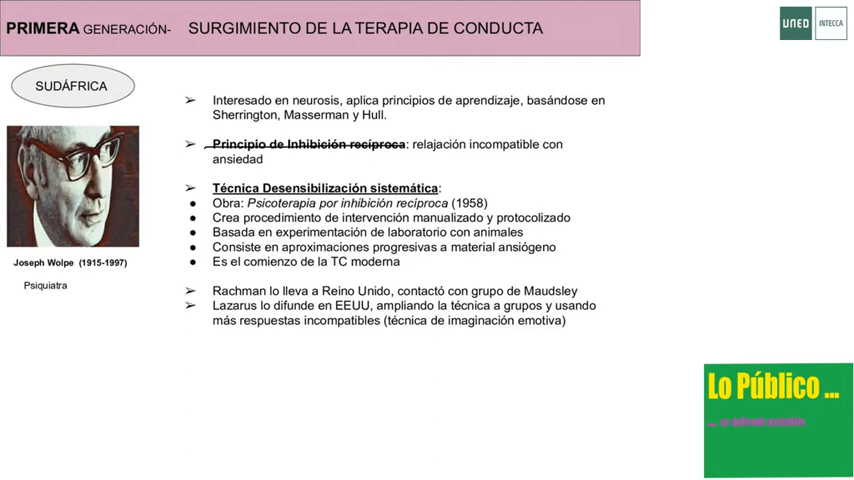 PRIMERA GENERACIÓN- SURGIMIENTO DE LA TERAPIA DE CONDUCTA
UNED INTECCA
SUDÁFRICA
Joseph Wolpe (1915-1997)
Psiquiatra
➢ Interesado en neurosis, aplica principios de aprendizaje, basándose en
Sherrington, Masserman y Hull.
➢ Principio de Inhibición recíproca: relajación incompatible con
ansiedad
➢ Técnica Desensibilización sistemática:
● Obra: Psicoterapia por inhibición recíproca (1958)
● Crea procedimiento de intervención manualizado y protocolizado
● Basada en experimentación de laboratorio con animales
● Consiste en aproximaciones progresivas a material ansiógeno
● Es el comienzo de la TC moderna
➢ Rachman lo lleva a Reino Unido, contactó con grupo de Maudsley
➢ Lazarus lo difunde en EEUU, ampliando la técnica a grupos y usando
más respuestas incompatibles (técnica de imaginación emotiva)
Lo Público ...